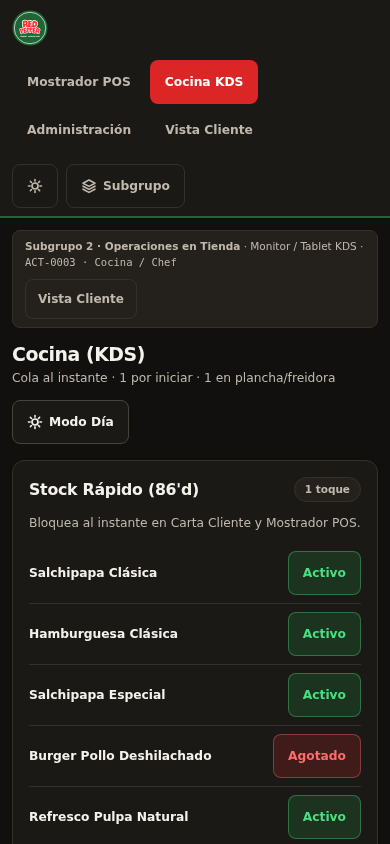 RED
PEPPER
Mostrador POS
Cocina KDS
Administración
Vista Cliente
Subgrupo
Subgrupo 2 · Operaciones en Tienda · Monitor / Tablet KDS ·
ACT-0003 · Cocina / Chef
Vista Cliente
Cocina (KDS)
Cola al instante · 1 por iniciar · 1 en plancha/freidora
Modo Día
Stock Rápido (86'd)
1 toque
Bloquea al instante en Carta Cliente y Mostrador POS.
Salchipapa Clásica
Activo
Hamburguesa Clásica
Activo
Salchipapa Especial
Activo
Burger Pollo Deshilachado
Agotado
Refresco Pulpa Natural
Activo